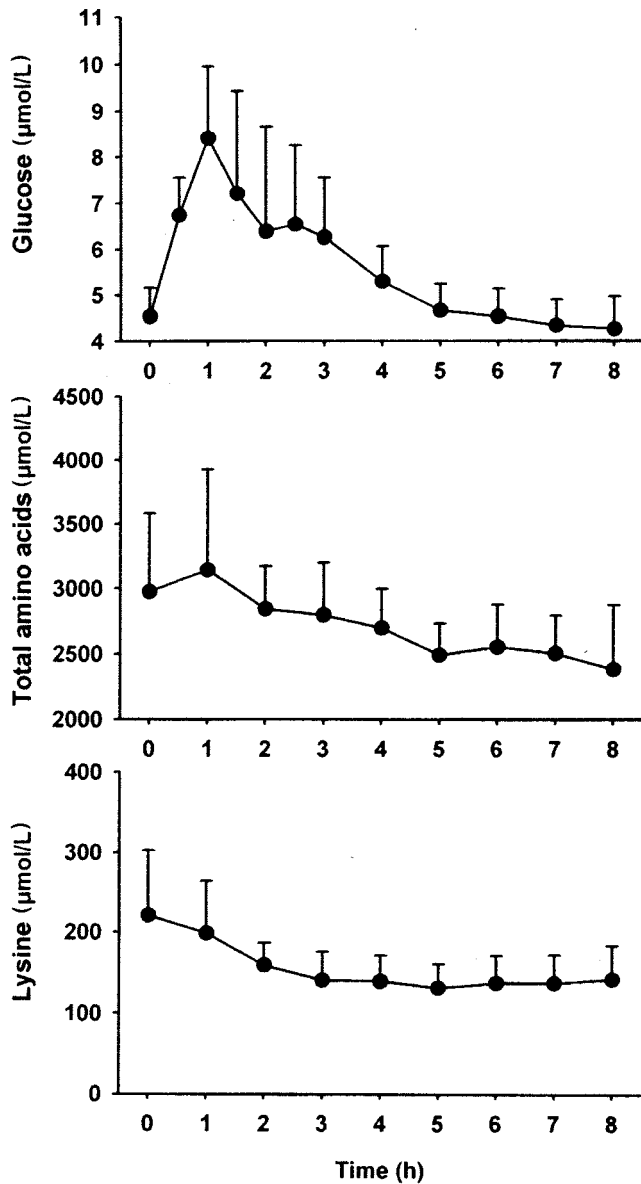 Glucose (μmol/L)
11
10
9
8
7
6
5
4
0 1 2 3 4 5 6 7 8
Total amino acids (μmol/L)
4500
4000
3500
3000
2500
2000
0 1 2 3 4 5 6 7 8
Lysine (μmol/L)
400
300
200
100
0
0 1 2 3 4 5 6 7 8
Time (h)